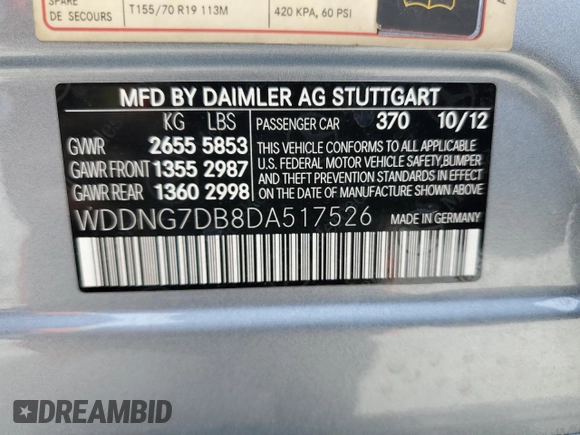 SPARE
DE SECOURS T155/70 R19 113M 420 KPA, 60 PSI
MFD BY DAIMLER AG STUTTGART
KG LBS PASSENGER CAR 370 10/12
GVWR 2655 5853
GAWR FRONT 1355 2987
GAWR REAR 1360 2998
THIS VEHICLE CONFORMS TO ALL APPLICABLE
U.S. FEDERAL MOTOR VEHICLE SAFETY,BUMPER
AND THEFT PREVENTION STANDARDS IN EFFECT
ON THE DATE OF MANUFACTURE SHOWN ABOVE
WDDNG7DB8DA517526 MADE IN GERMANY
DREAMBID